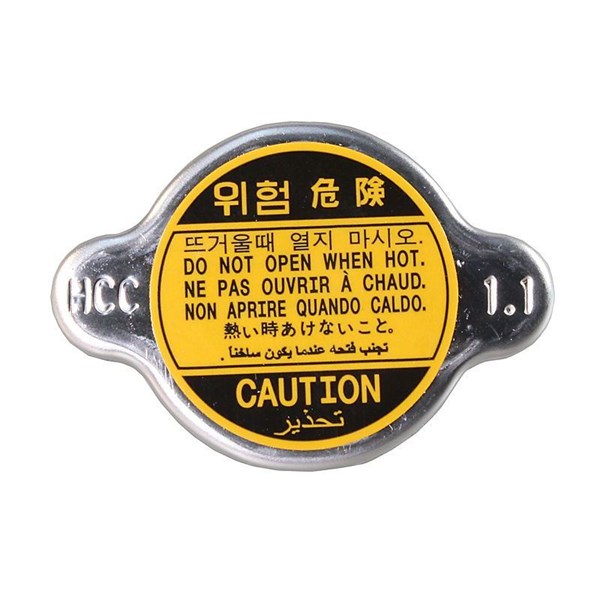 위험 危険
뜨거울때 열지 마시오.
DO NOT OPEN WHEN HOT.
NE PAS OUVRIR À CHAUD.
NON APRIRE QUANDO CALDO.
熱い時あけないこと。
تجنب فتحه عندما يكون ساخنا .
HCC
1.1
CAUTION
تحذير